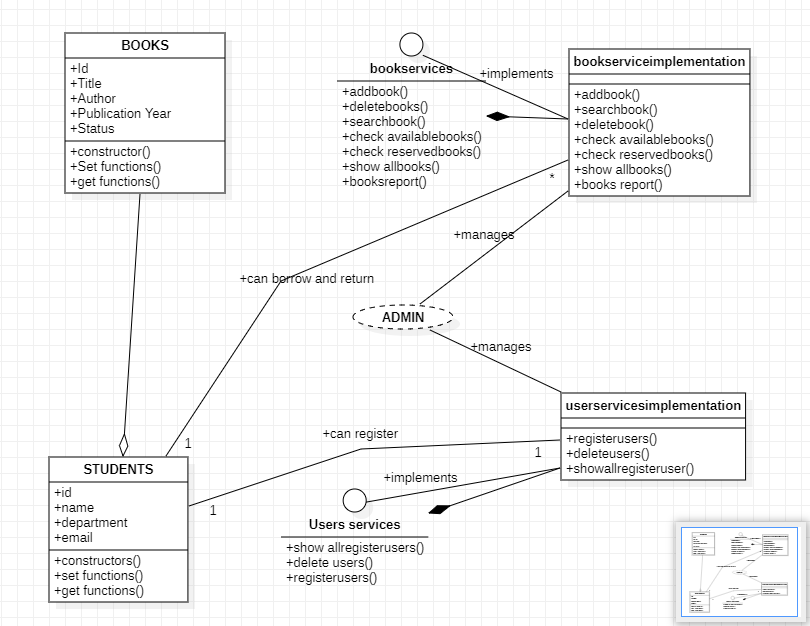 BOOKS
+Id
+Title
+Author
+Publication Year
+Status
+constructor()
+Set functions()
+get functions()
bookservices
+addbook()
+deletebooks()
+searchbook()
+check availablebooks()
+check reservedbooks()
+show allbooks()
+booksreport()
+implements
bookserviceimplementation
+addbook()
+searchbook()
+deletebook()
+check availablebooks()
+check reservedbooks()
+show allbooks()
+books report()
*
+manages
+can borrow and return
ADMIN
+manages
userservicesimplementation
+registerusers()
+deleteusers()
+showallregisteruser()
+can register
1
1
1
STUDENTS
+id
+name
+department
+email
+constructors()
+set functions()
+get functions()
+implements
Users services
+show allregisterusers()
+delete users()
+registerusers()